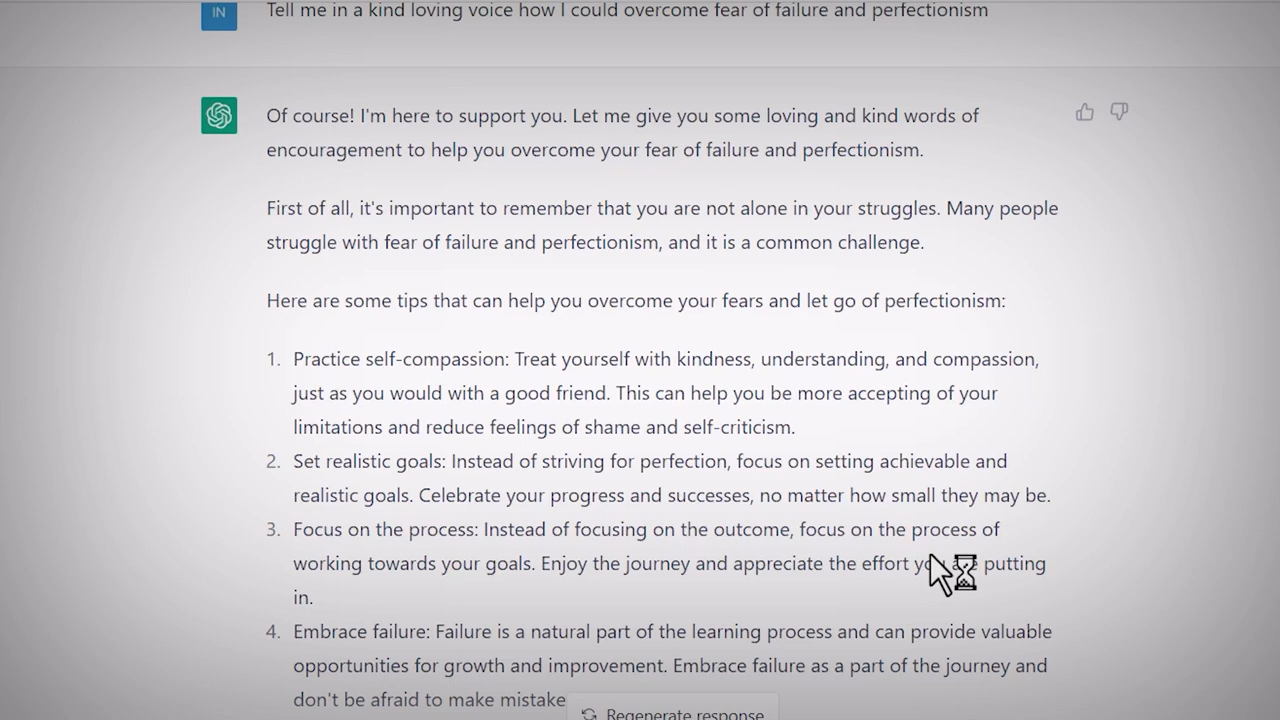 IN
Tell me in a kind loving voice how I could overcome fear of failure and perfectionism
Of course! I'm here to support you. Let me give you some loving and kind words of
encouragement to help you overcome your fear of failure and perfectionism.
First of all, it's important to remember that you are not alone in your struggles. Many people
struggle with fear of failure and perfectionism, and it is a common challenge.
Here are some tips that can help you overcome your fears and let go of perfectionism:
1. Practice self-compassion: Treat yourself with kindness, understanding, and compassion,
just as you would with a good friend. This can help you be more accepting of your
limitations and reduce feelings of shame and self-criticism.
2. Set realistic goals: Instead of striving for perfection, focus on setting achievable and
realistic goals. Celebrate your progress and successes, no matter how small they may be.
3. Focus on the process: Instead of focusing on the outcome, focus on the process of
working towards your goals. Enjoy the journey and appreciate the effort you are putting
in.
4. Embrace failure: Failure is a natural part of the learning process and can provide valuable
opportunities for growth and improvement. Embrace failure as a part of the journey and
don't be afraid to make mistake
Regenerate response